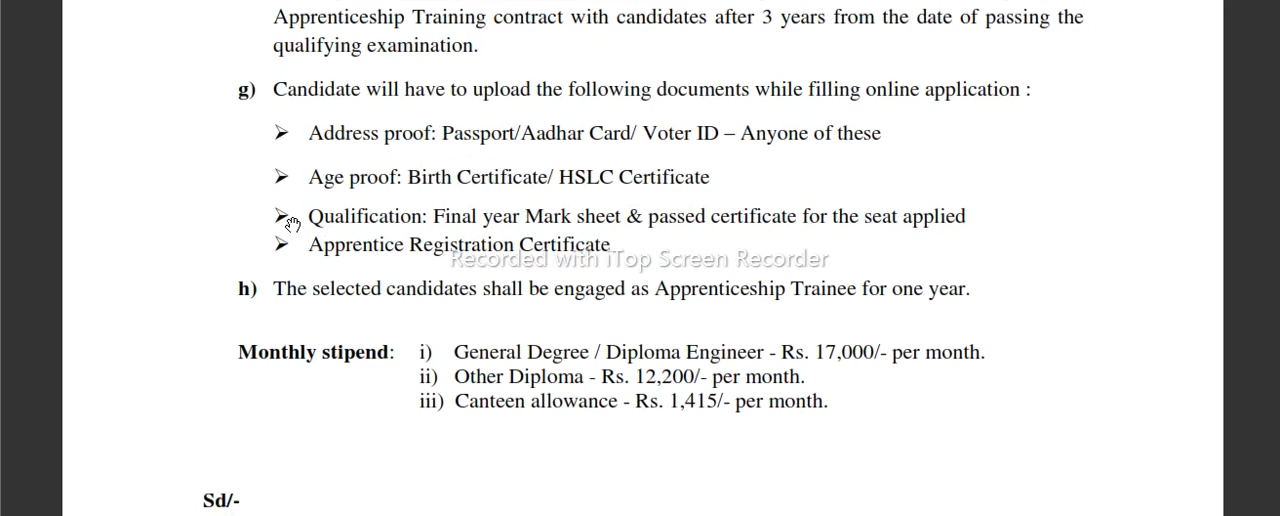 Apprenticeship Training contract with candidates after 3 years from the date of passing the
qualifying examination.
g) Candidate will have to upload the following documents while filling online application :
➢ Address proof: Passport/Aadhar Card/ Voter ID – Anyone of these
➢ Age proof: Birth Certificate/ HSLC Certificate
➢ Qualification: Final year Mark sheet & passed certificate for the seat applied
➢ Apprentice Registration Certificate
Recorded with iTop Screen Recorder
h) The selected candidates shall be engaged as Apprenticeship Trainee for one year.
Monthly stipend: i) General Degree / Diploma Engineer - Rs. 17,000/- per month.
ii) Other Diploma - Rs. 12,200/- per month.
iii) Canteen allowance - Rs. 1,415/- per month.
Sd/-